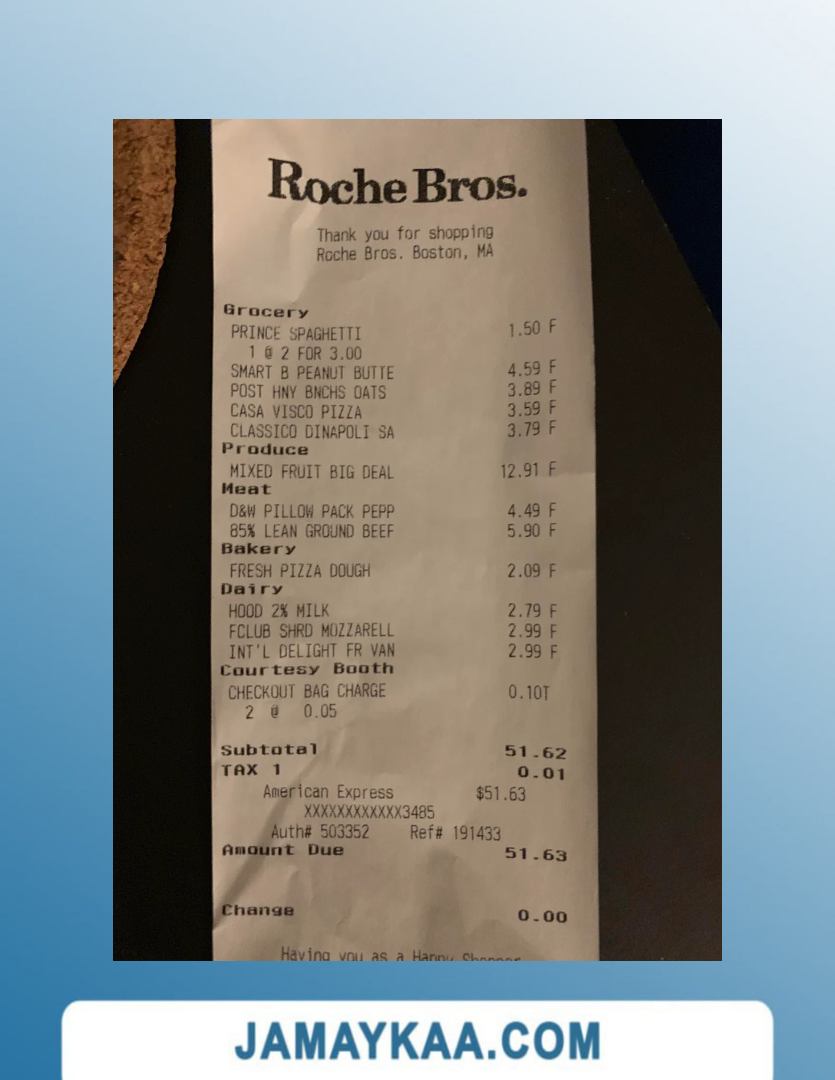 Roche Bros.
Thank you for shopping
Roche Bros. Boston, MA
Grocery
PRINCE SPAGHETTI 1.50 F
1 @ 2 FOR 3.00
SMART B PEANUT BUTTE 4.59 F
POST HNY BNCHS OATS 3.89 F
CASA VISCO PIZZA 3.59 F
CLASSICO DINAPOLI SA 3.79 F
Produce
MIXED FRUIT BIG DEAL 12.91 F
Meat
D&W PILLOW PACK PEPP 4.49 F
85% LEAN GROUND BEEF 5.90 F
Bakery
FRESH PIZZA DOUGH 2.09 F
Dairy
HOOD 2% MILK 2.79 F
FCLUB SHRD MOZZARELL 2.99 F
INT'L DELIGHT FR VAN 2.99 F
Courtesy Booth
CHECKOUT BAG CHARGE 0.10T
2 @ 0.05
Subtotal 51.62
TAX 1 0.01
American Express $51.63
XXXXXXXXXXXX3485
Auth# 503352 Ref# 191433
Amount Due 51.63
Change 0.00
Having you as a Happy Shopper
JAMAYKAA.COM